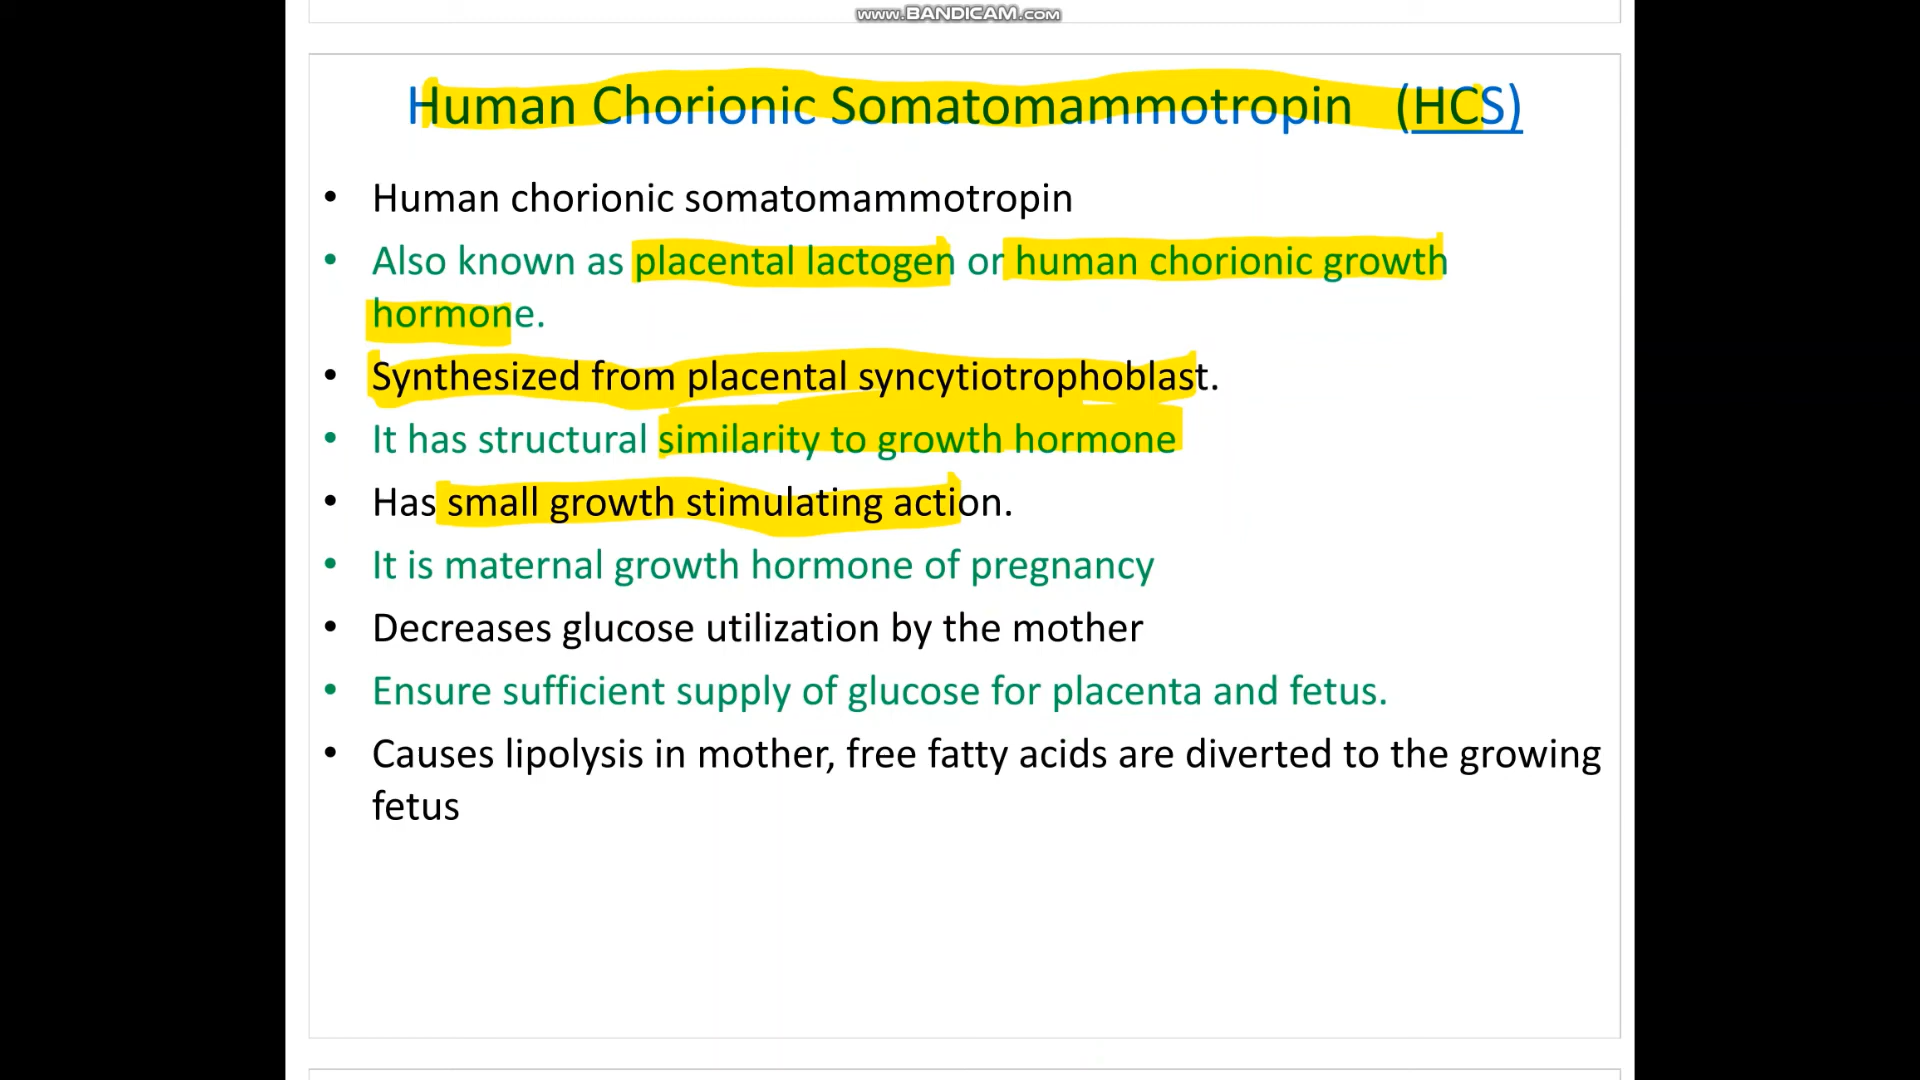 www.BANDICAM.com
Human Chorionic Somatomammotropin (HCS)
• Human chorionic somatomammotropin
• Also known as placental lactogen or human chorionic growth
hormone.
• Synthesized from placental syncytiotrophoblast.
• It has structural similarity to growth hormone
• Has small growth stimulating action.
• It is maternal growth hormone of pregnancy
• Decreases glucose utilization by the mother
• Ensure sufficient supply of glucose for placenta and fetus.
• Causes lipolysis in mother, free fatty acids are diverted to the growing
fetus